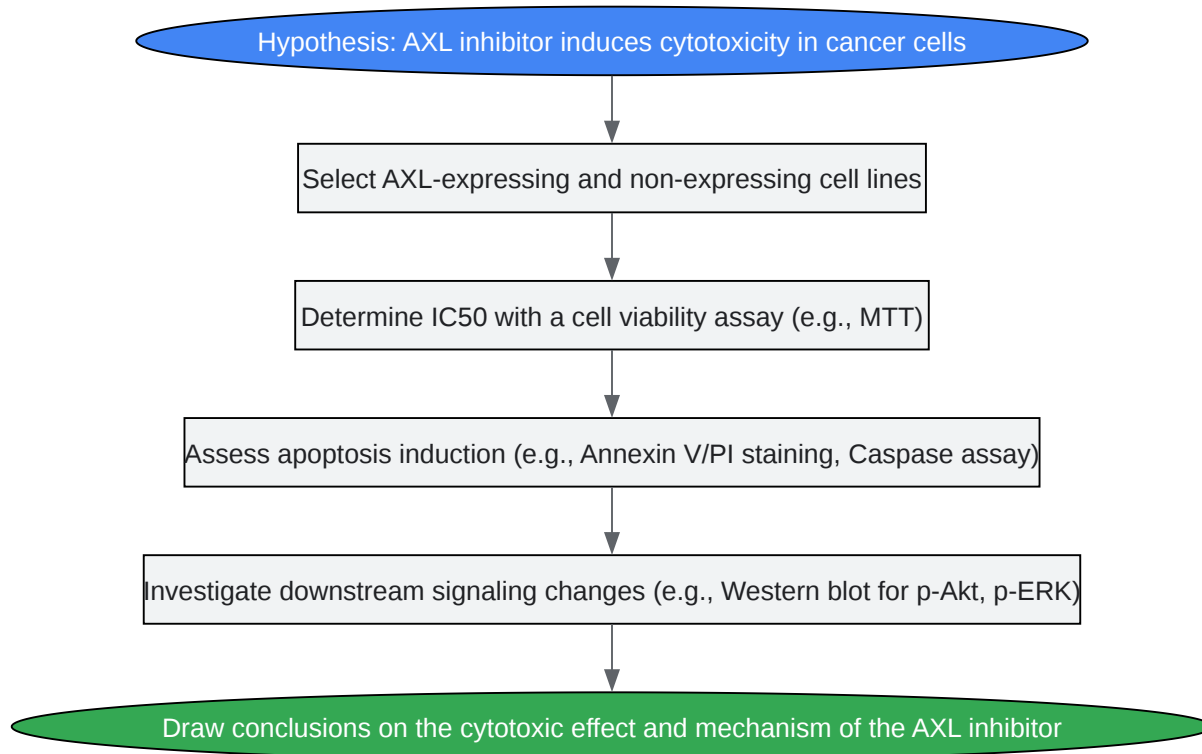 Hypothesis: AXL inhibitor induces cytotoxicity in cancer cells
Select AXL-expressing and non-expressing cell lines
Determine IC50 with a cell viability assay (e.g., MTT)
Assess apoptosis induction (e.g., Annexin V/PI staining, Caspase assay)
Investigate downstream signaling changes (e.g., Western blot for p-Akt, p-ERK)
Draw conclusions on the cytotoxic effect and mechanism of the AXL inhibitor